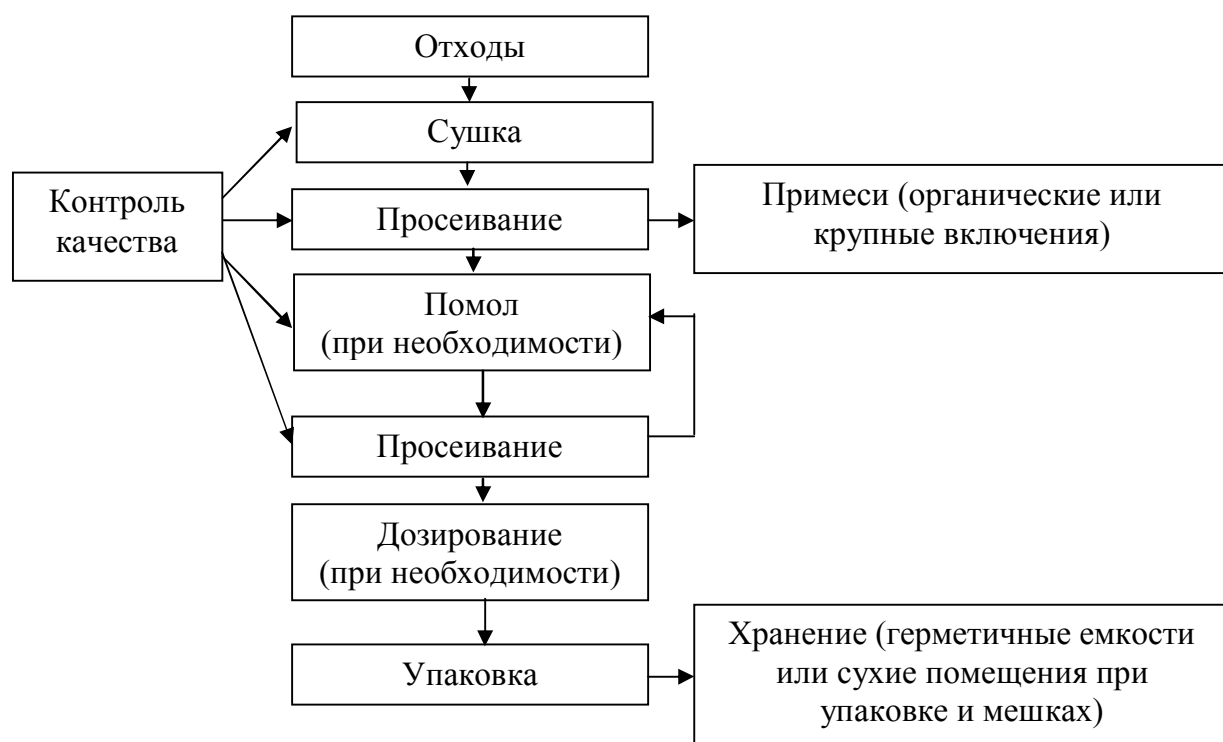 Отходы
Сушка
Контроль
качества
Просеивание
Примеси (органические или
крупные включения)
Помол
(при необходимости)
Просеивание
Дозирование
(при необходимости)
Упаковка
Хранение (герметичные емкости
или сухие помещения при
упаковке и мешках)